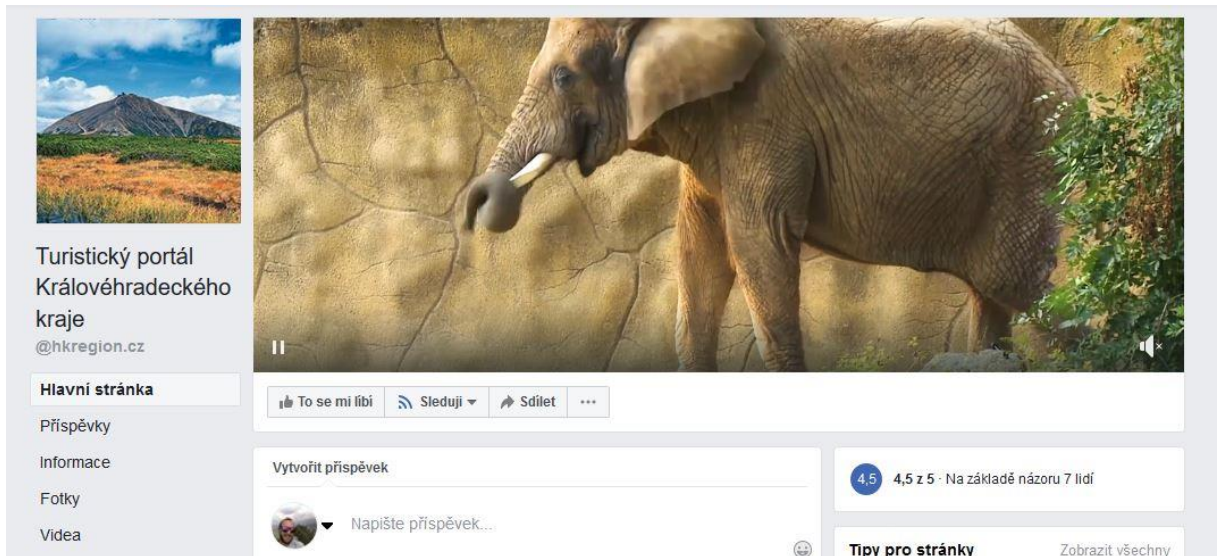 Turistický portál
Královéhradeckého
kraje
@hkregion.cz
Hlavní stránka
Příspěvky
Informace
Fotky
Videa
To se mi líbí
Sleduji
Sdílet
Vytvořit příspěvek
Napište příspěvek...
4,5
4,5 z 5 · Na základě názoru 7 lidí
Tipy pro stránky
Zobrazit všechny